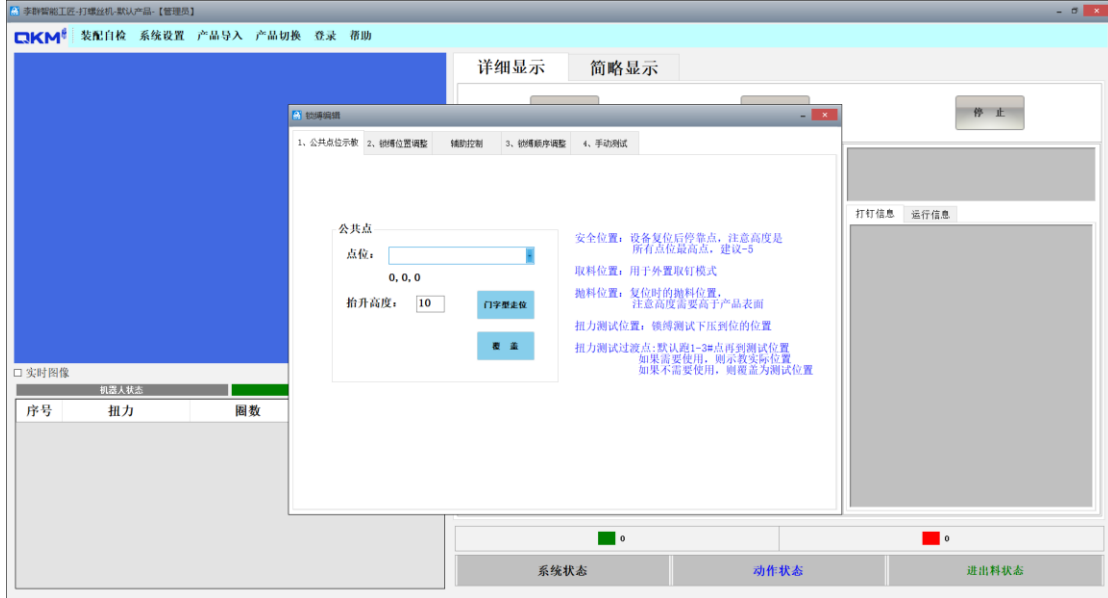 李群智能工匠-打螺丝机-默认产品-【管理员】
QKM
装配自检 系统设置 产品导入 产品切换 登录 帮助
详细显示 简略显示
停 止
锁缚编辑
1、公共点位示教 2、锁缚位置调整 辅助控制 3、锁缚顺序调整 4、手动测试
公共点
点位:
0,0,0
抬升高度: 10
门字型走位
覆 盖
安全位置:设备复位后停靠点,注意高度是
所有点位最高点,建议-5
取料位置:用于外置取钉模式
抛料位置:复位时的抛料位置,
注意高度需要高于产品表面
扭力测试位置:锁缚测试下压到位的位置
扭力测试过渡点:默认跑1-3#点再到测试位置
如果需要使用,则示教实际位置
如果不需要使用,则覆盖为测试位置
打钉信息 运行信息
实时图像
机器人状态
序号 扭力 圈数
0 0
系统状态 动作状态 进出料状态